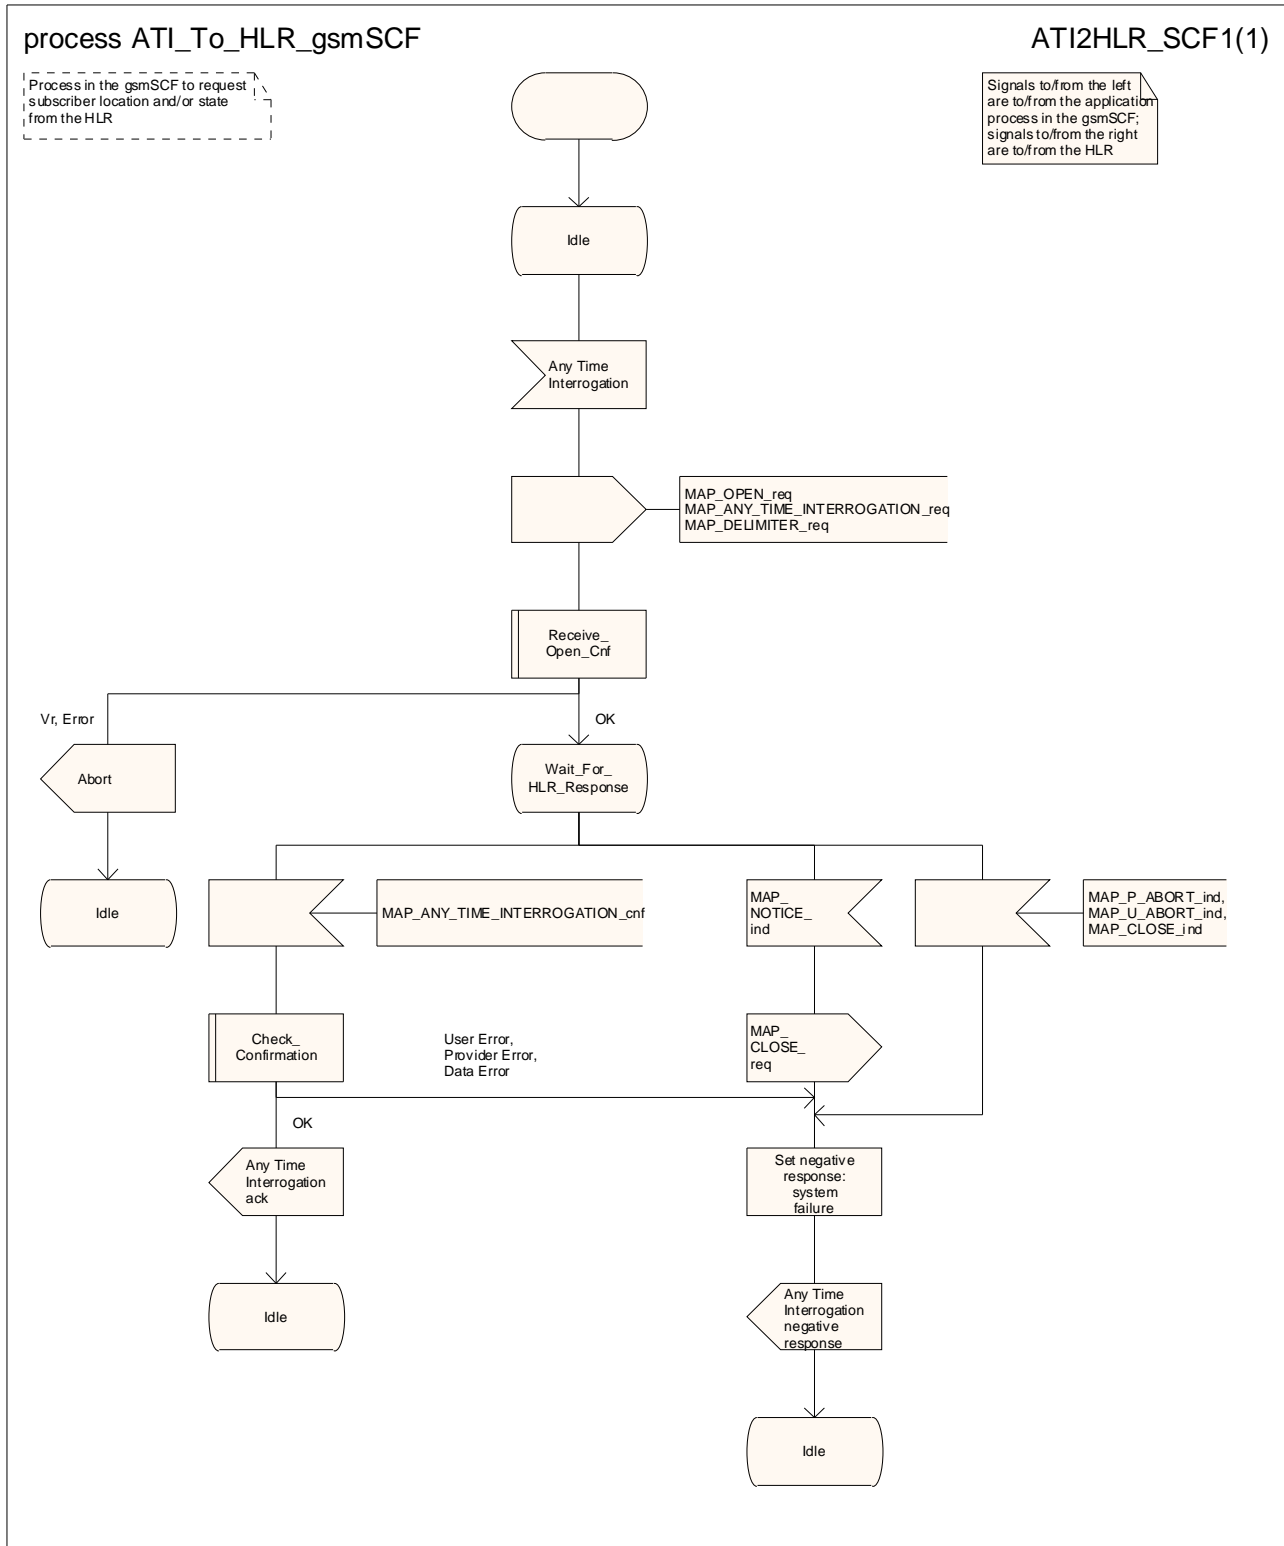 process ATI_To_HLR_gsmSCF
ATI2HLR_SCF1(1)
Process in the gsmSCF to request
subscriber location and/or state
from the HLR
Signals to/from the left
are to/from the application
process in the gsmSCF;
signals to/from the right
are to/from the HLR
Idle
Any Time
Interrogation
MAP_OPEN_req
MAP_ANY_TIME_INTERROGATION_req
MAP_DELIMITER_req
Receive_
Open_Cnf
Vr, Error
OK
Abort
Wait_For_
HLR_Response
Idle
MAP_ANY_TIME_INTERROGATION_cnf
MAP_
NOTICE_
ind
MAP_P_ABORT_ind,
MAP_U_ABORT_ind,
MAP_CLOSE_ind
Check_
Confirmation
User Error,
Provider Error,
Data Error
MAP_
CLOSE_
req
OK
Any Time
Interrogation
ack
Set negative
response:
system
failure
Idle
Any Time
Interrogation
negative
response
Idle